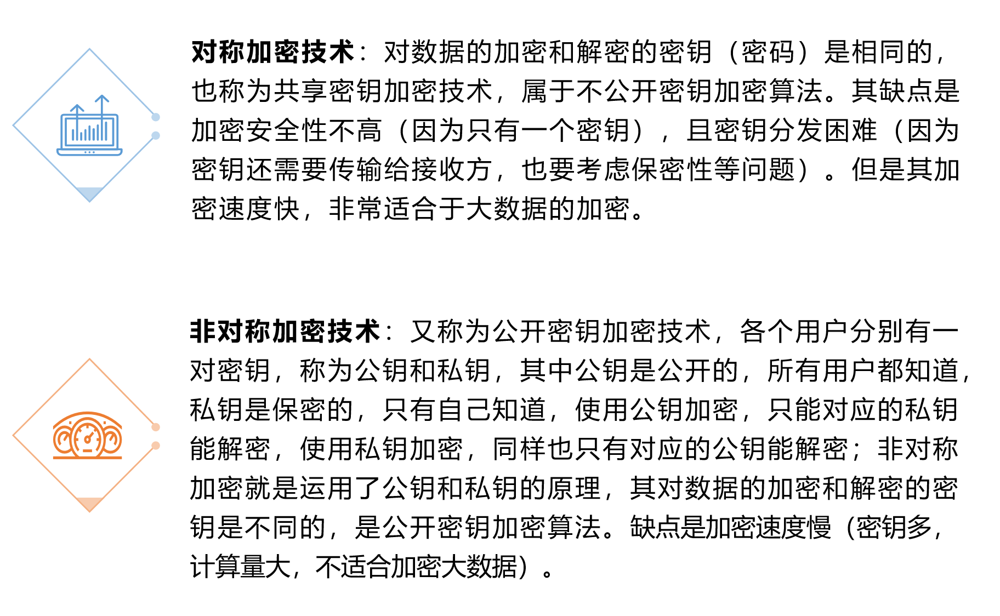 对称加密技术：对数据的加密和解密的密钥（密码）是相同的，
也称为共享密钥加密技术，属于不公开密钥加密算法。其缺点是
加密安全性不高（因为只有一个密钥），且密钥分发困难（因为
密钥还需要传输给接收方，也要考虑保密性等问题）。但是其加
密速度快，非常适合于大数据的加密。
非对称加密技术：又称为公开密钥加密技术，各个用户分别有一
对密钥，称为公钥和私钥，其中公钥是公开的，所有用户都知道，
私钥是保密的，只有自己知道，使用公钥加密，只能对应的私钥
能解密，使用私钥加密，同样也只有对应的公钥能解密；非对称
加密就是运用了公钥和私钥的原理，其对数据的加密和解密的密
钥是不同的，是公开密钥加密算法。缺点是加密速度慢（密钥多，
计算量大，不适合加密大数据）。